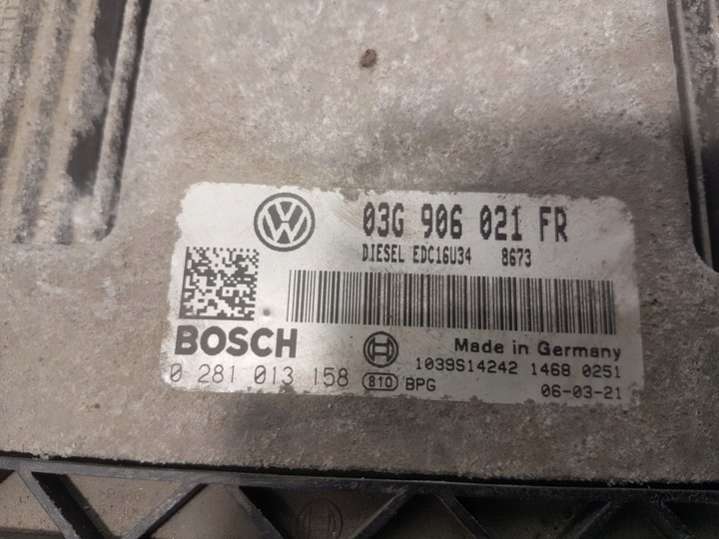 03G 906 021 FR
DIESEL EDC16U34 8673
BOSCH
Made in Germany
1039S14242 1468 0251
0 281 013 158 810 BPG
06-03-21